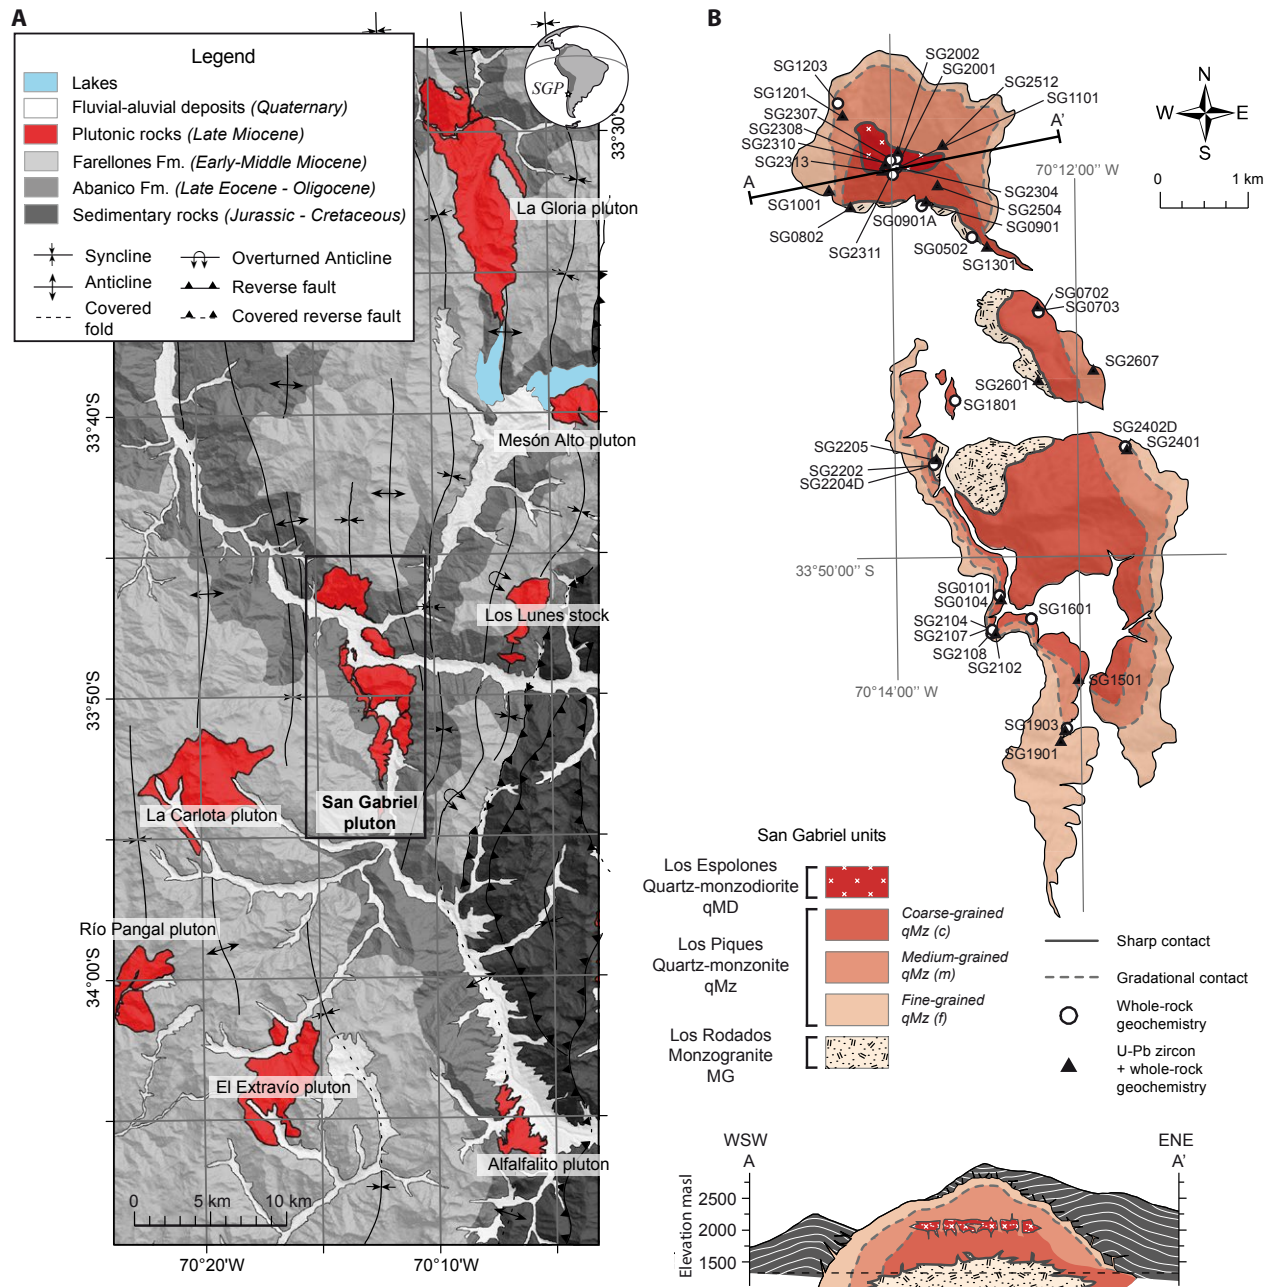 A
Legend
Lakes
Fluvial-aluvial deposits (Quaternary)
Plutonic rocks (Late Miocene)
Farellones Fm. (Early-Middle Miocene)
Abanico Fm. (Late Eocene - Oligocene)
Sedimentary rocks (Jurassic - Cretaceous)
Syncline
Anticline
Covered
fold
Overturned Anticline
Reverse fault
Covered reverse fault
SGP
33°30'S
La Gloria pluton
33°40'S
Mesón Alto pluton
Los Lunes stock
33°50'S
San Gabriel
pluton
La Carlota pluton
Río Pangal pluton
34°00'S
El Extravío pluton
Alfalfalito pluton
0 5 km 10 km
70°20'W
70°10'W
B
SG2002
SG2001
SG1203
SG2512
SG1201
SG1101
SG2307
SG2308
SG2310
SG2313
A'
A
SG1001
SG0802
SG2311
SG0901A
SG2304
SG2504
SG0901
SG0502
SG1301
N
W
E
S
70°12'00'' W
0
1 km
SG0702
SG0703
SG2607
SG2601
SG1801
SG2402D
SG2401
SG2205
SG2202
SG2204D
33°50'00'' S
SG0101
SG0104
SG1601
SG2104
SG2107
SG2108
SG2102
70°14'00'' W
SG1501
SG1903
SG1901
San Gabriel units
Los Espolones
Quartz-monzodiorite
qMD
Los Piques
Quartz-monzonite
qMz
Los Rodados
Monzogranite
MG
Coarse-grained
qMz (c)
Medium-grained
qMz (m)
Fine-grained
qMz (f)
Sharp contact
Gradational contact
Whole-rock
geochemistry
U-Pb zircon
+ whole-rock
geochemistry
WSW
A
ENE
A'
Elevation masl
2500
2000
1500